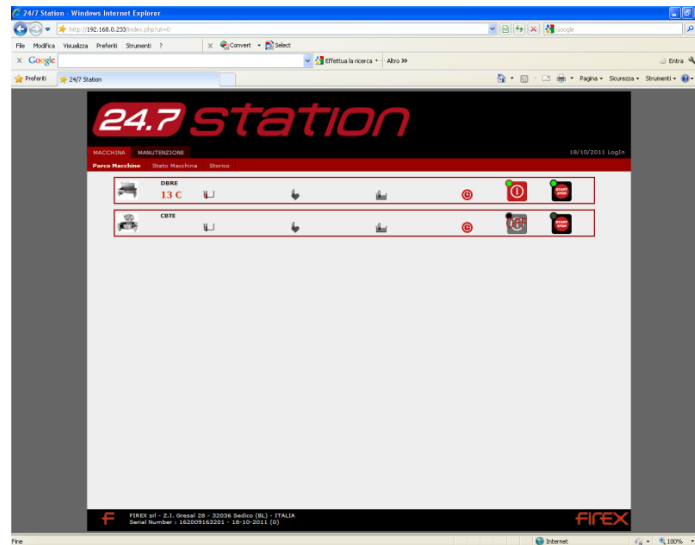 24/7 Station - Windows Internet Explorer
http://192.168.0.233/index.php?ut=0
Google
File Modifica Visualizza Preferiti Strumenti ?
x Convert Select
x Google
Effettua la ricerca Altro »
Entra
Preferiti
24/7 Station
Pagina Sicurezza Strumenti
24.7 station
MACCHINA MANUTENZIONE
18/10/2011 LogIn
Parco Macchine Stato Macchina Storico
DBRE
13 C
START STOP
CBTE
OFF
START STOP
FIREX srl - Z.I. Gresal 28 - 32036 Sedico (BL) - ITALIA
Serial Number : 162009163201 - 18-10-2011 (0)
FIREX
Fine
Internet
100%